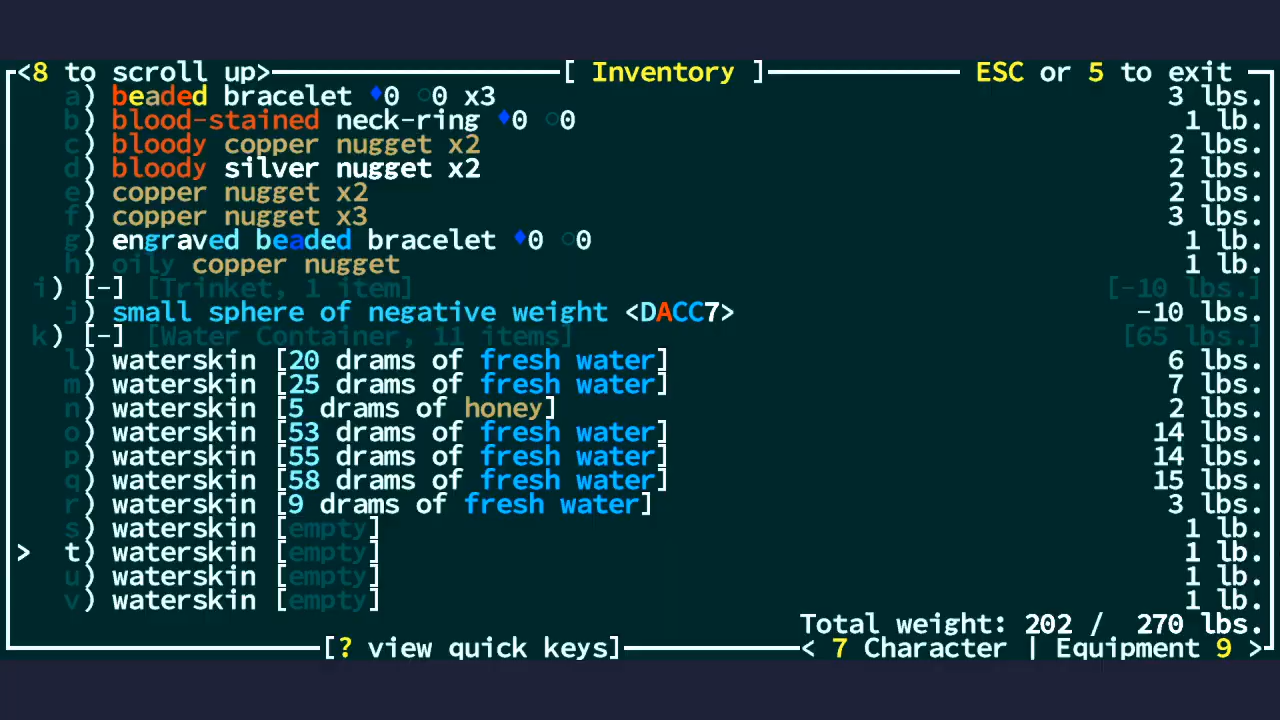 <8 to scroll up> [ Inventory ] ESC or 5 to exit
a) beaded bracelet ♦0 ○0 x3 3 lbs.
b) blood-stained neck-ring ♦0 ○0 1 lb.
c) bloody copper nugget x2 2 lbs.
d) bloody silver nugget x2 2 lbs.
e) copper nugget x2 2 lbs.
f) copper nugget x3 3 lbs.
g) engraved beaded bracelet ♦0 ○0 1 lb.
h) oily copper nugget 1 lb.
i) [-] [Trinket, 1 item] [-10 lbs.]
j) small sphere of negative weight <DACC7> -10 lbs.
k) [-] [Water Container, 11 items] [65 lbs.]
l) waterskin [20 drams of fresh water] 6 lbs.
m) waterskin [25 drams of fresh water] 7 lbs.
n) waterskin [5 drams of honey] 2 lbs.
o) waterskin [53 drams of fresh water] 14 lbs.
p) waterskin [55 drams of fresh water] 14 lbs.
q) waterskin [58 drams of fresh water] 15 lbs.
r) waterskin [9 drams of fresh water] 3 lbs.
s) waterskin [empty] 1 lb.
> t) waterskin [empty] 1 lb.
u) waterskin [empty] 1 lb.
v) waterskin [empty] 1 lb.
Total weight: 202 / 270 lbs.
[? view quick keys] < 7 Character | Equipment 9 >